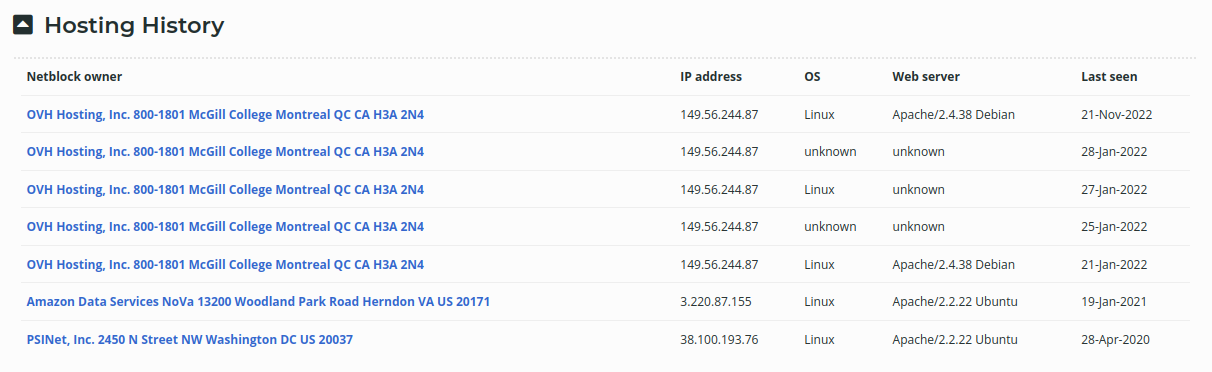 Hosting History
Netblock owner IP address OS Web server Last seen
OVH Hosting, Inc. 800-1801 McGill College Montreal QC CA H3A 2N4 149.56.244.87 Linux Apache/2.4.38 Debian 21-Nov-2022
OVH Hosting, Inc. 800-1801 McGill College Montreal QC CA H3A 2N4 149.56.244.87 unknown unknown 28-Jan-2022
OVH Hosting, Inc. 800-1801 McGill College Montreal QC CA H3A 2N4 149.56.244.87 Linux unknown 27-Jan-2022
OVH Hosting, Inc. 800-1801 McGill College Montreal QC CA H3A 2N4 149.56.244.87 unknown unknown 25-Jan-2022
OVH Hosting, Inc. 800-1801 McGill College Montreal QC CA H3A 2N4 149.56.244.87 Linux Apache/2.4.38 Debian 21-Jan-2022
Amazon Data Services NoVa 13200 Woodland Park Road Herndon VA US 20171 3.220.87.155 Linux Apache/2.2.22 Ubuntu 19-Jan-2021
PSINet, Inc. 2450 N Street NW Washington DC US 20037 38.100.193.76 Linux Apache/2.2.22 Ubuntu 28-Apr-2020